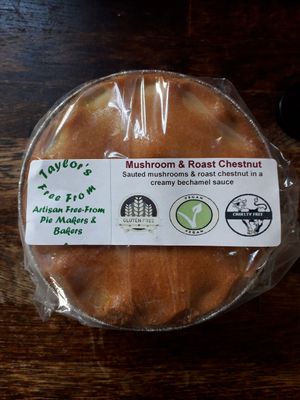 Taylor's
Free From
Artisan Free-From
Pie Makers &
Bakers
Mushroom & Roast Chestnut
Sauted mushrooms & roast chestnut in a
creamy bechamel sauce
GLUTEN FREE
VEGAN
VEGAN
CRUELTY FREE